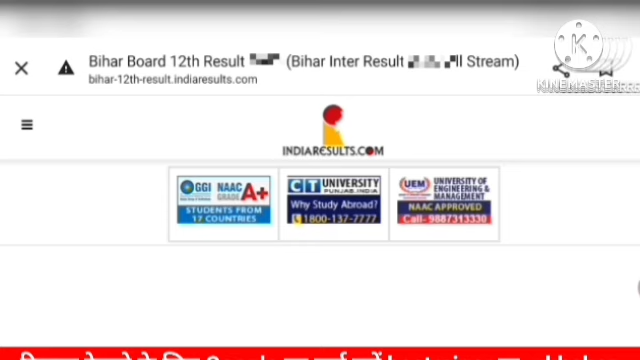 Bihar Board 12th Result (Bihar Inter Result ll Stream)
bihar-12th-result.indiaresults.com
K
KINEMASTER
INDIARESULTS.COM
GGI NAAC GRADE A+
STUDENTS FROM
17 COUNTRIES
CT UNIVERSITY
PUNJAB, INDIA
Why Study Abroad?
1800-137-7777
UEM UNIVERSITY OF
ENGINEERING &
MANAGEMENT
NAAC APPROVED
Call- 9887313330